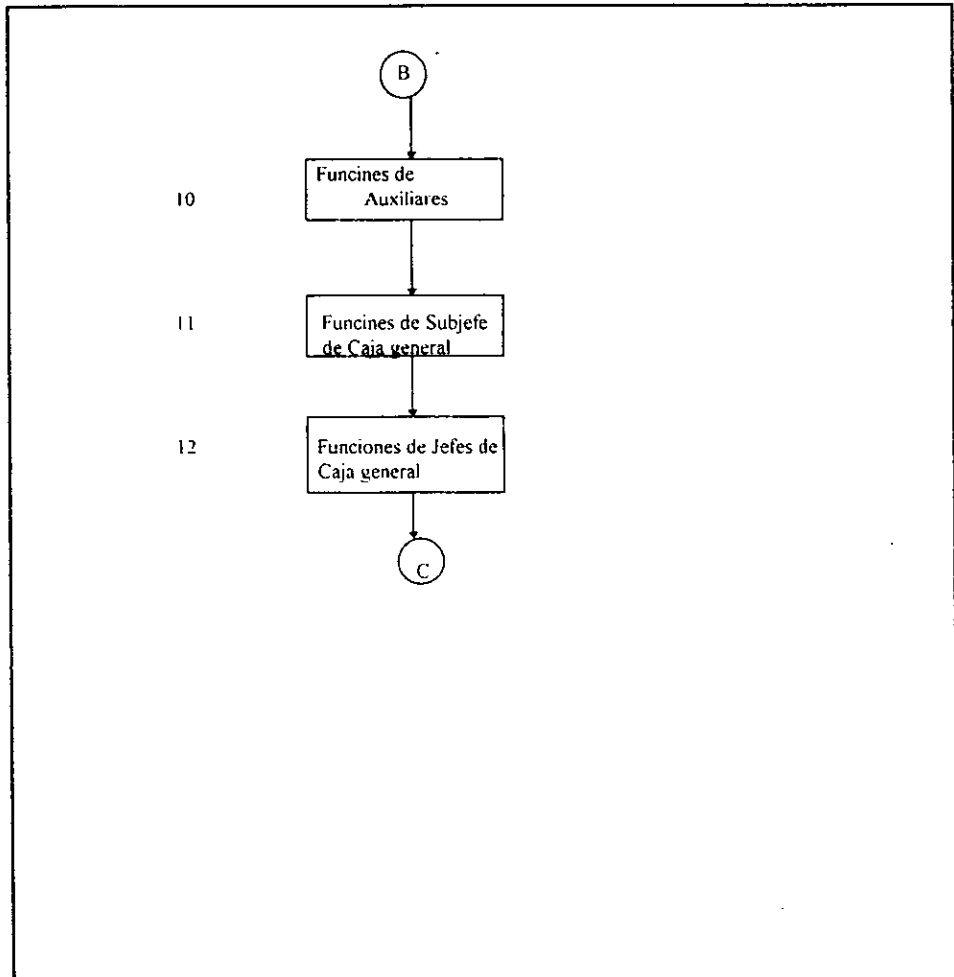 B
10
Funcines de
Auxiliares
11
Funcines de Subjefe
de Caja general
12
Funciones de Jefes de
Caja general
C